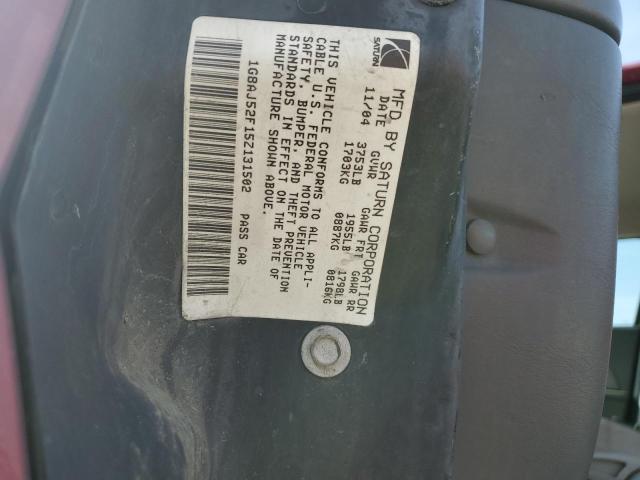 SATURN
MFD BY SATURN CORPORATION
DATE GVWR GAWR FRT GAWR RR
11/04 3753LB 1955LB 1798LB
1703KG 0887KG 0816KG
THIS VEHICLE CONFORMS TO ALL APPLI-
CABLE U.S. FEDERAL MOTOR VEHICLE
SAFETY, BUMPER, AND THEFT PREVENTION
STANDARDS IN EFFECT ON THE DATE OF
MANUFACTURE SHOWN ABOVE.
1G8AJ52F15Z131502 PASS CAR